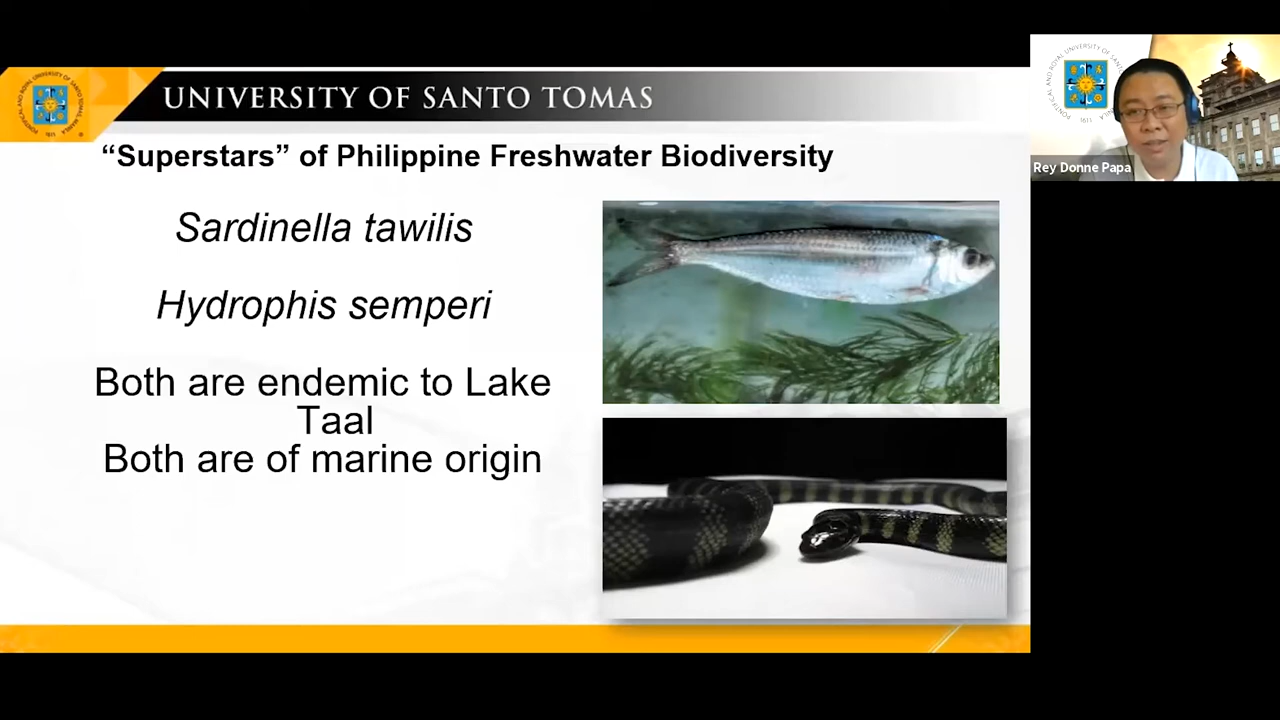 UNIVERSITY OF SANTO TOMAS
“Superstars” of Philippine Freshwater Biodiversity
Sardinella tawilis
Hydrophis semperi
Both are endemic to Lake
Taal
Both are of marine origin
Rey Donne Papa